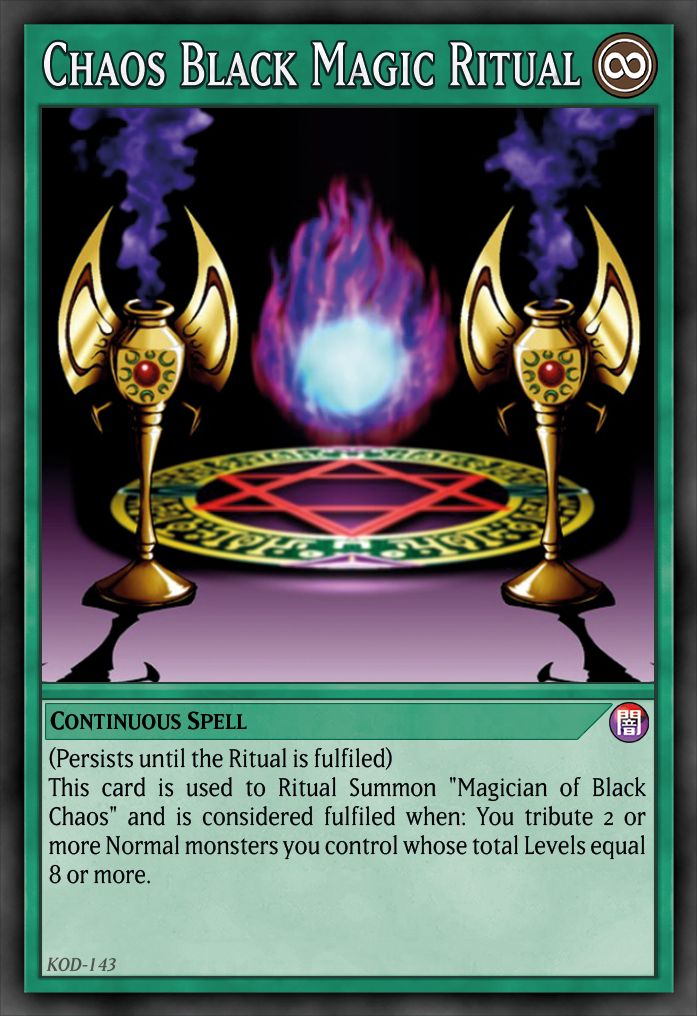 CHAOS BLACK MAGIC RITUAL
CONTINUOUS SPELL
闇
(Persists until the Ritual is fulfiled)
This card is used to Ritual Summon "Magician of Black
Chaos" and is considered fulfiled when: You tribute 2 or
more Normal monsters you control whose total Levels equal
8 or more.
KOD-143